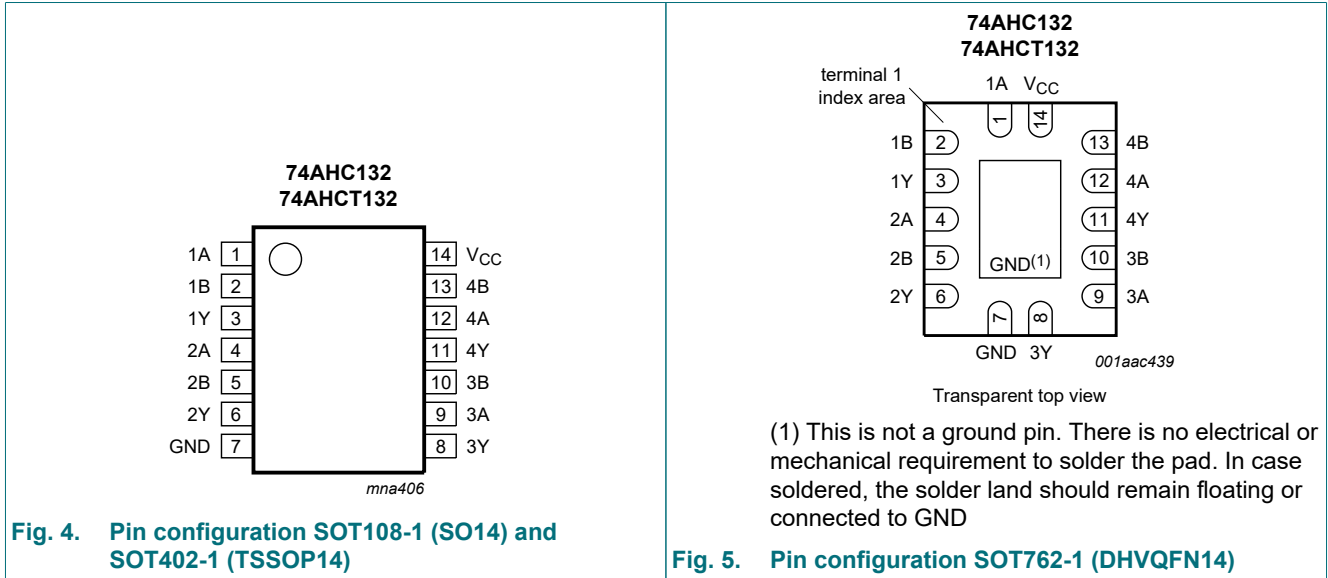 74AHC132
74AHCT132
1A 1 14 VCC
1B 2 13 4B
1Y 3 12 4A
2A 4 11 4Y
2B 5 10 3B
2Y 6 9 3A
GND 7 8 3Y
mna406
Fig. 4. Pin configuration SOT108-1 (SO14) and
SOT402-1 (TSSOP14)
74AHC132
74AHCT132
terminal 1
index area
1A VCC
1 14
1B 2 13 4B
1Y 3 12 4A
2A 4 11 4Y
2B 5 10 3B
GND(1)
2Y 6 9 3A
7 8
GND 3Y
001aac439
Transparent top view
(1) This is not a ground pin. There is no electrical or
mechanical requirement to solder the pad. In case
soldered, the solder land should remain floating or
connected to GND
Fig. 5. Pin configuration SOT762-1 (DHVQFN14)